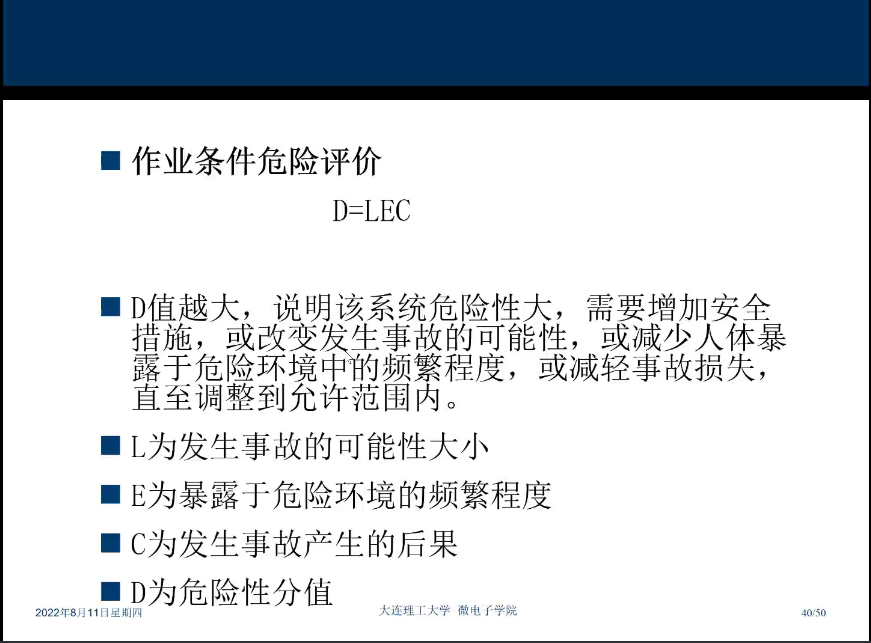 作业条件危险评价
D=LEC
D值越大，说明该系统危险性大，需要增加安全
措施，或改变发生事故的可能性，或减少人体暴
露于危险环境中的频繁程度，或减轻事故损失，
直至调整到允许范围内。
L为发生事故的可能性大小
E为暴露于危险环境的频繁程度
C为发生事故产生的后果
D为危险性分值
2022年8月11日星期四
大连理工大学 微电子学院
40/50